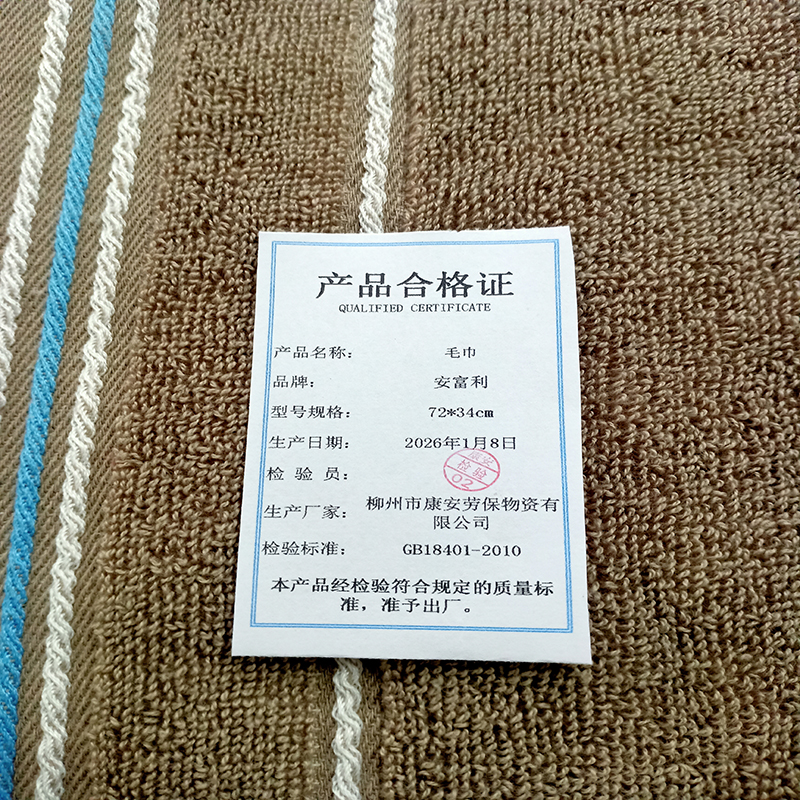 产品合格证
QUALIFIED CERTIFICATE
产品名称： 毛巾
品牌： 安富利
型号规格： 72*34cm
生产日期： 2026年1月8日
检 验 员： 康安 检验 02
生产厂家： 柳州市康安劳保物资有
限公司
检验标准： GB18401-2010
本产品经检验符合规定的质量标
准，准予出厂。